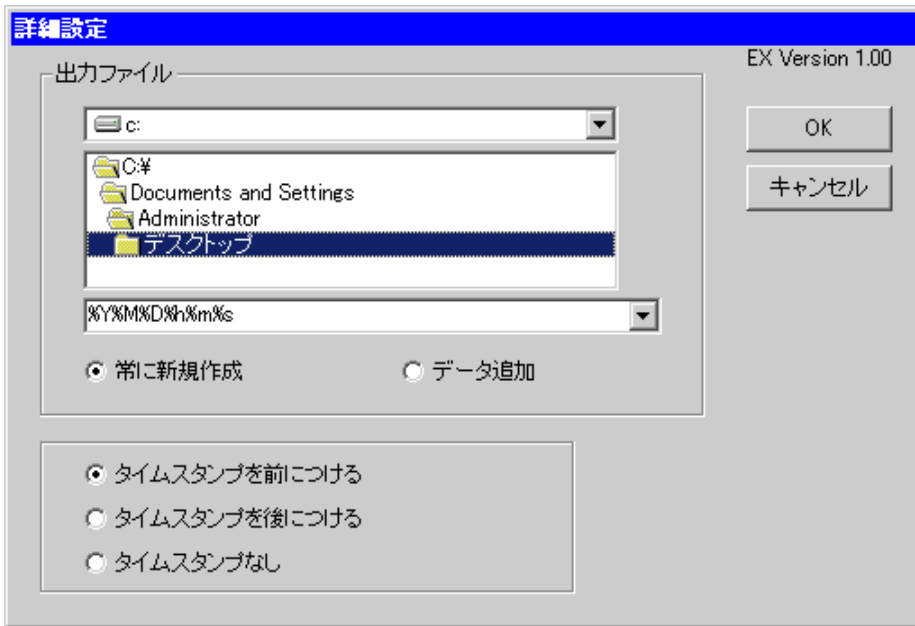 詳細設定
EX Version 1.00
出力ファイル
c:
OK
C:¥
キャンセル
Documents and Settings
Administrator
デスクトップ
%Y%M%D%h%m%s
常に新規作成
データ追加
タイムスタンプを前につける
タイムスタンプを後につける
タイムスタンプなし